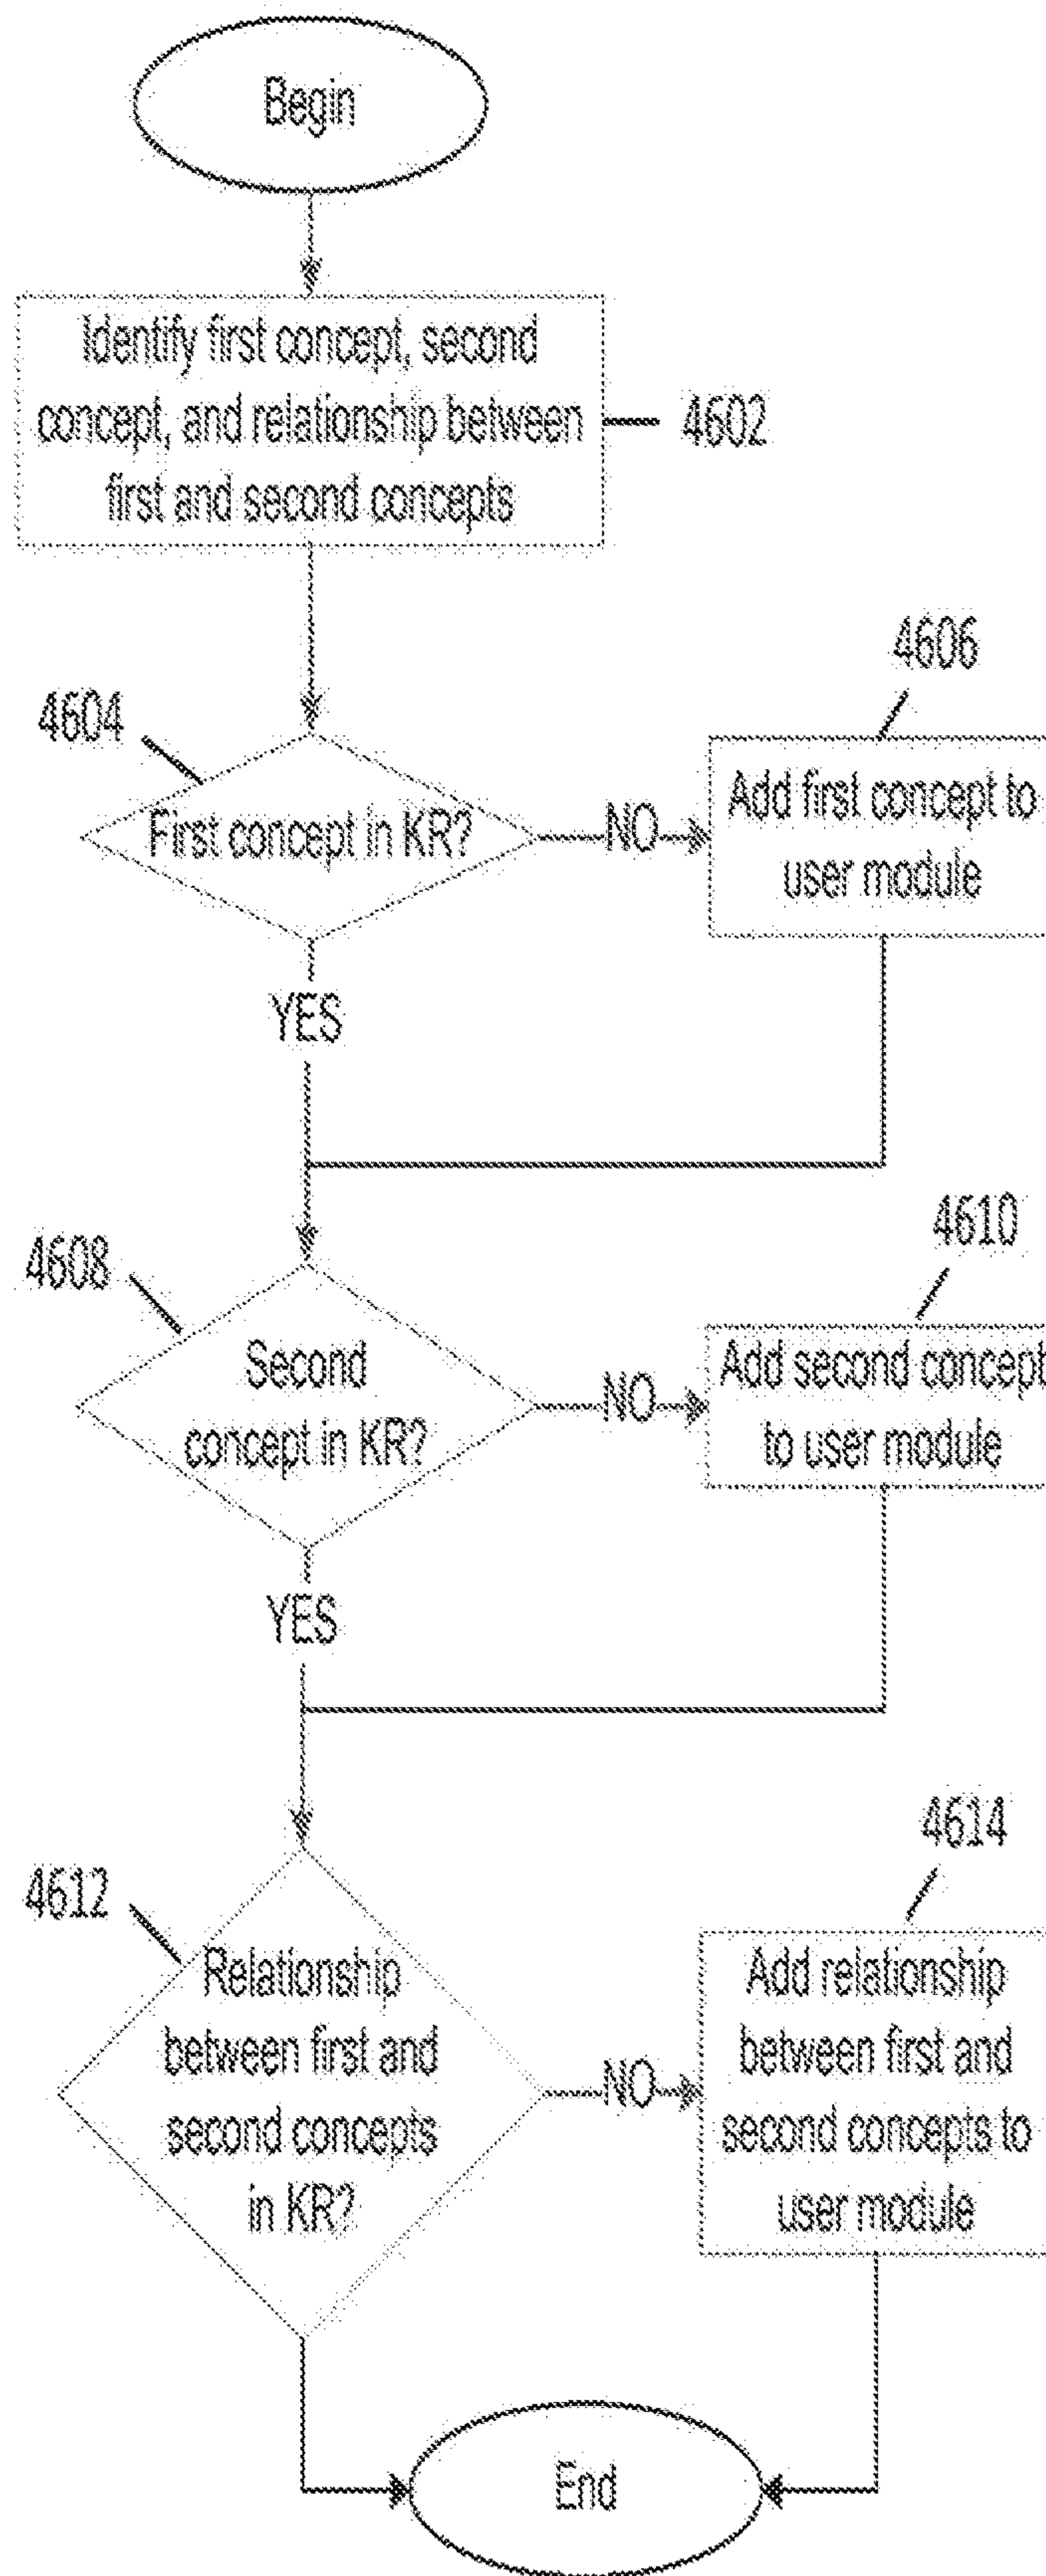 Begin
Identify first concept, second
concept, and relationship between
first and second concepts
4602
4604
First concept in KR?
NO
4606
Add first concept to
user module
YES
4608
Second
concept in KR?
NO
4610
Add second concept
to user module
YES
4612
Relationship
between first and
second concepts
in KR?
NO
4614
Add relationship
between first and
second concepts to
user module
End